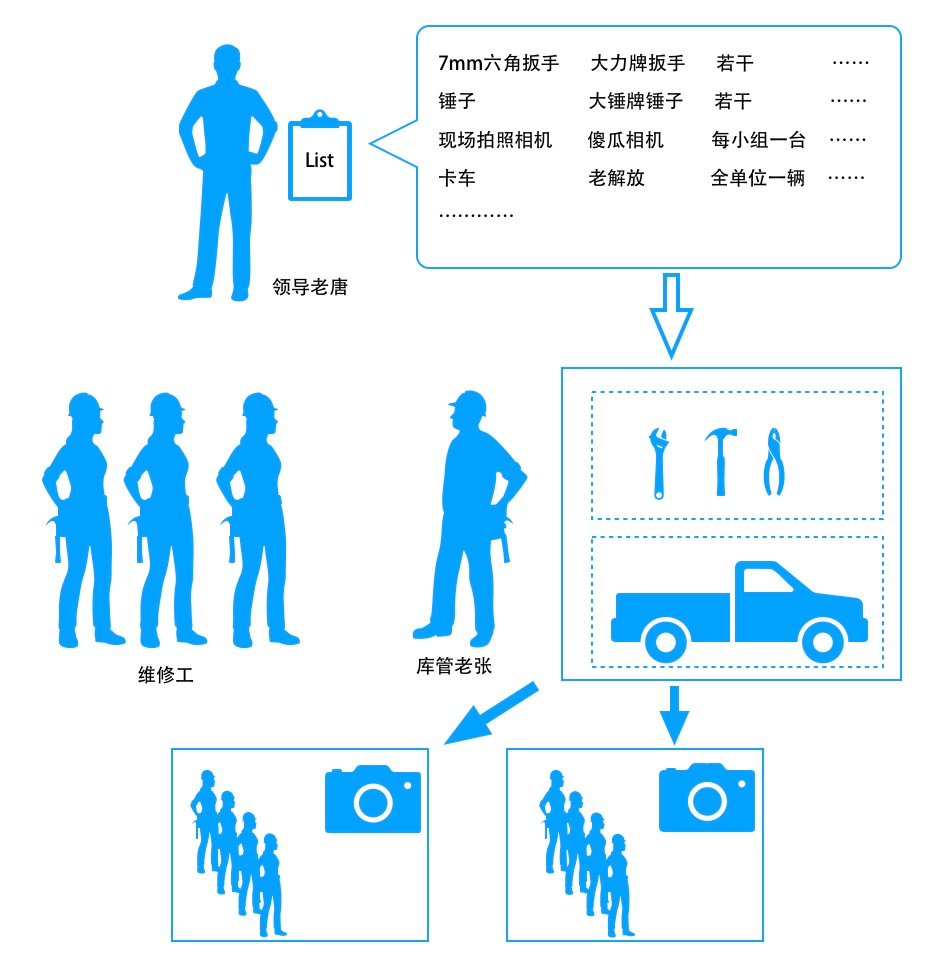 7mm六角扳手 大力牌扳手 若干 ……
锤子 大锤牌锤子 若干 ……
现场拍照相机 傻瓜相机 每小组一台 ……
卡车 老解放 全单位一辆 ……
…………
List
领导老唐
维修工
库管老张